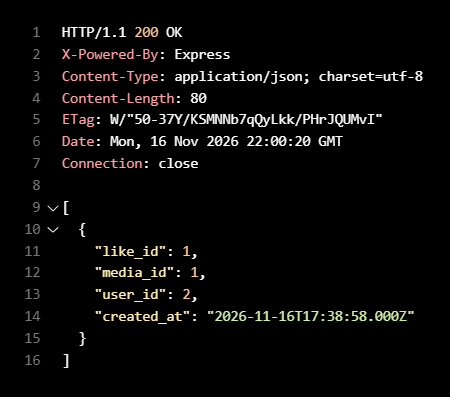 1 HTTP/1.1 200 OK
2 X-Powered-By: Express
3 Content-Type: application/json; charset=utf-8
4 Content-Length: 80
5 ETag: W/"50-37Y/KSMNNb7qQyLkk/PHrJQUMvI"
6 Date: Mon, 16 Nov 2026 22:00:20 GMT
7 Connection: close
8
9 [
10 {
11 "like_id": 1,
12 "media_id": 1,
13 "user_id": 2,
14 "created_at": "2026-11-16T17:38:58.000Z"
15 }
16 ]